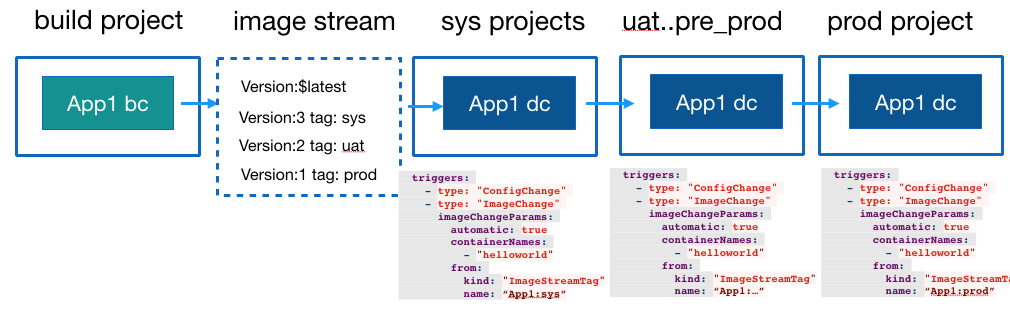 build project
image stream
sys projects
uat..pre_prod
prod project
App1 bc
Version:$latest
Version:3 tag: sys
Version:2 tag: uat
Version:1 tag: prod
App1 dc
App1 dc
App1 dc
triggers:
- type: "ConfigChange"
- type: "ImageChange"
imageChangeParams:
automatic: true
containerNames:
- "helloworld"
from:
kind: "ImageStreamTag"
name: “App1:sys”
triggers:
- type: "ConfigChange"
- type: "ImageChange"
imageChangeParams:
automatic: true
containerNames:
- "helloworld"
from:
kind: "ImageStreamTag"
name: “App1:…”
triggers:
- type: "ConfigChange"
- type: "ImageChange"
imageChangeParams:
automatic: true
containerNames:
- "helloworld"
from:
kind: "ImageStreamTag
name: “App1:prod”